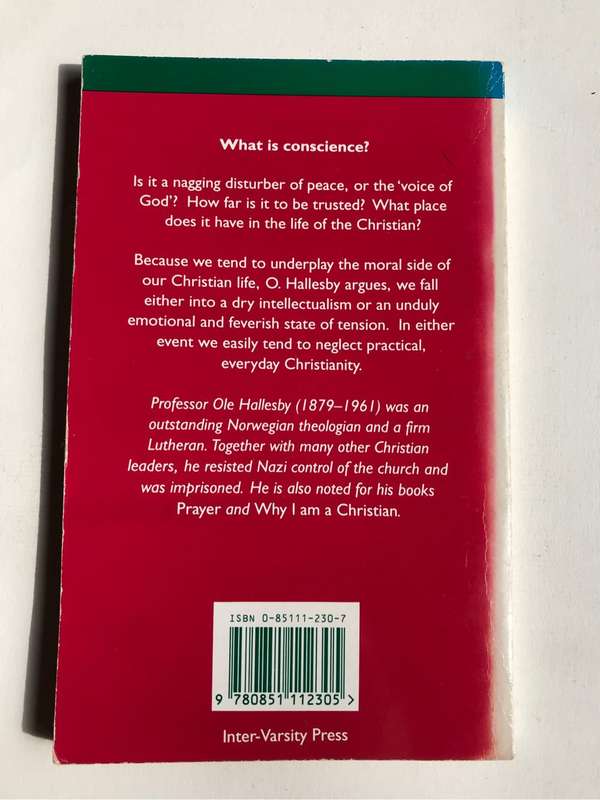 What is conscience?
Is it a nagging disturber of peace, or the ‘voice of
God’? How far is it to be trusted? What place
does it have in the life of the Christian?
Because we tend to underplay the moral side of
our Christian life, O. Hallesby argues, we fall
either into a dry intellectualism or an unduly
emotional and feverish state of tension. In either
event we easily tend to neglect practical,
everyday Christianity.
Professor Ole Hallesby (1879–1961) was an
outstanding Norwegian theologian and a firm
Lutheran. Together with many other Christian
leaders, he resisted Nazi control of the church and
was imprisoned. He is also noted for his books
Prayer and Why I am a Christian.
ISBN 0-85111-230-7
9 780851 112305 >
Inter-Varsity Press